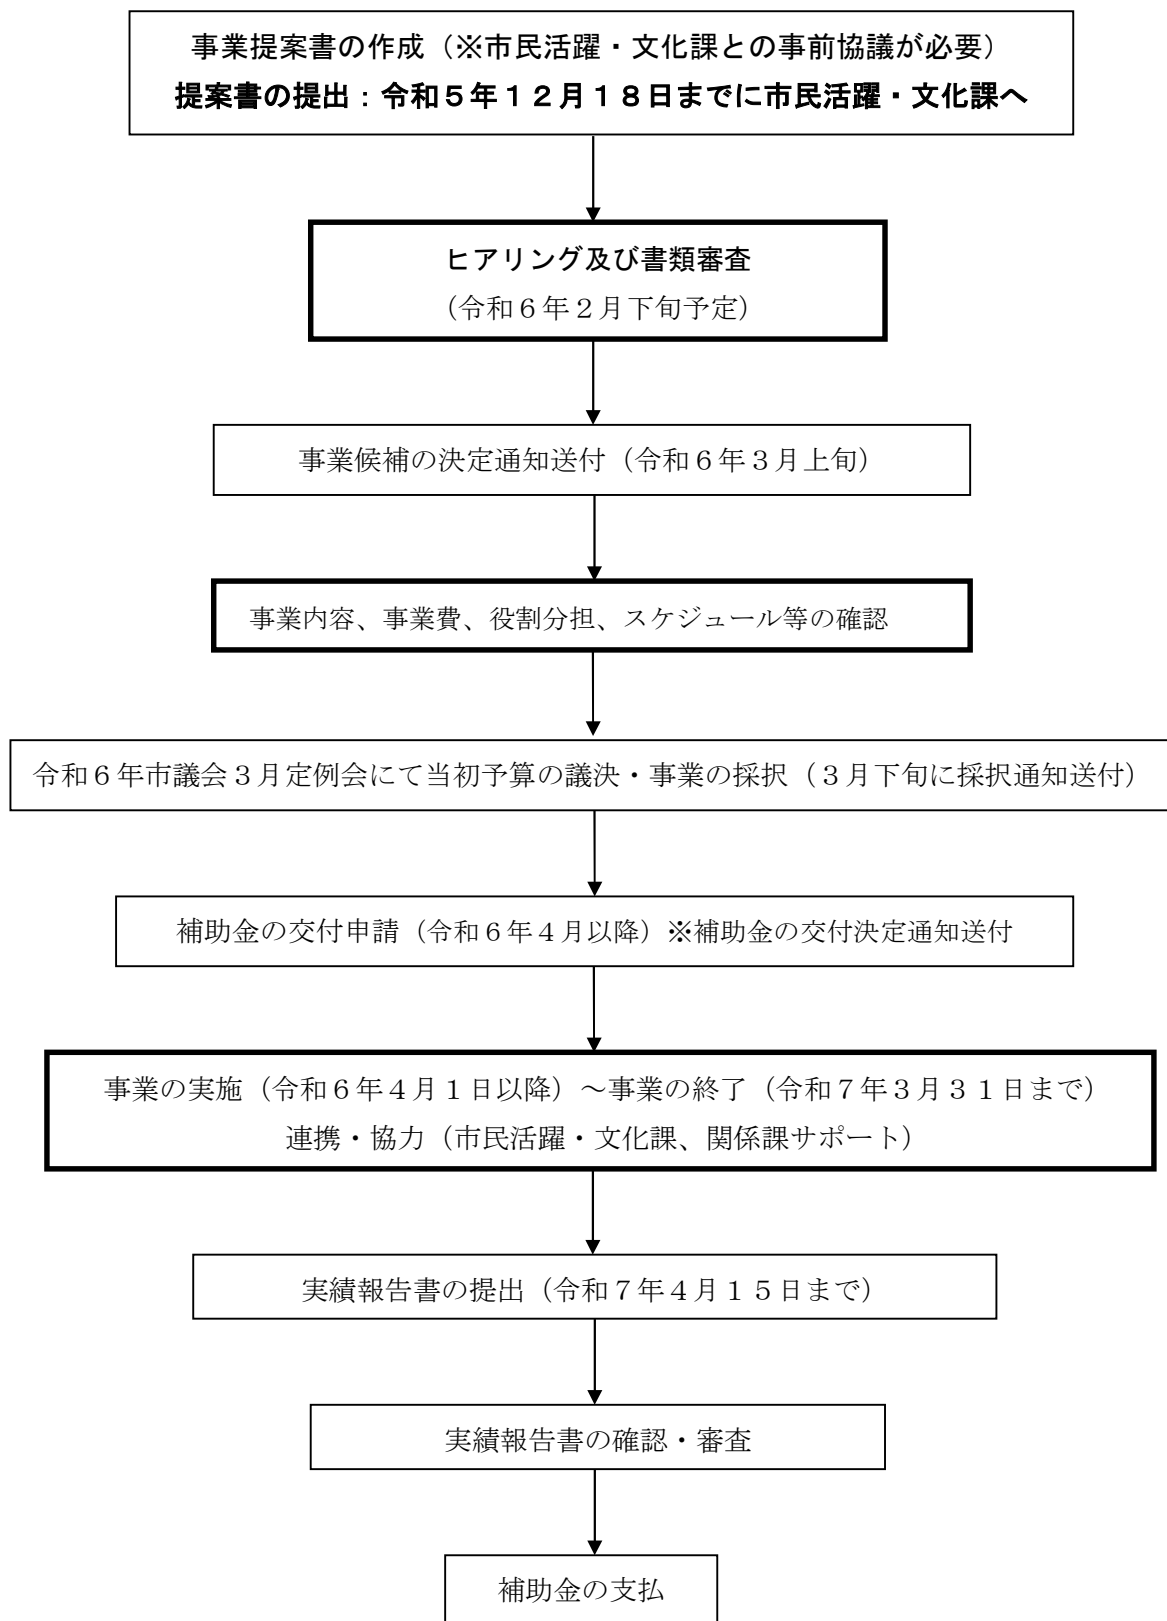 事業提案書の作成（※市民活躍・文化課との事前協議が必要）
提案書の提出：令和５年１２月１８日までに市民活躍・文化課へ
ヒアリング及び書類審査
（令和６年２月下旬予定）
事業候補の決定通知送付（令和６年３月上旬）
事業内容、事業費、役割分担、スケジュール等の確認
令和６年市議会３月定例会にて当初予算の議決・事業の採択（３月下旬に採択通知送付）
補助金の交付申請（令和６年４月以降）※補助金の交付決定通知送付
事業の実施（令和６年４月１日以降）～事業の終了（令和７年３月３１日まで）
連携・協力（市民活躍・文化課、関係課サポート）
実績報告書の提出（令和７年４月１５日まで）
実績報告書の確認・審査
補助金の支払